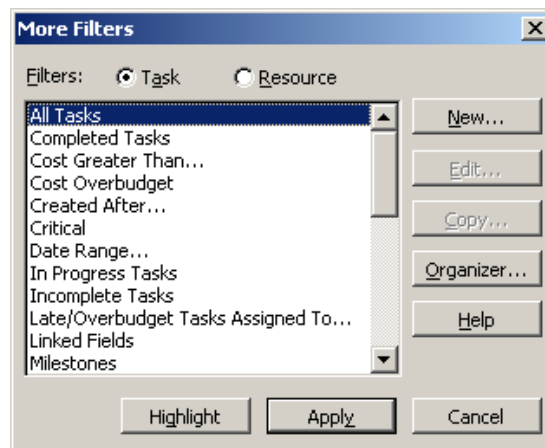 More Filters
Filters: Task Resource
All Tasks
Completed Tasks
Cost Greater Than...
Cost Overbudget
Created After...
Critical
Date Range...
In Progress Tasks
Incomplete Tasks
Late/Overbudget Tasks Assigned To...
Linked Fields
Milestones
New...
Edit...
Copy...
Organizer...
Help
Highlight Apply Cancel